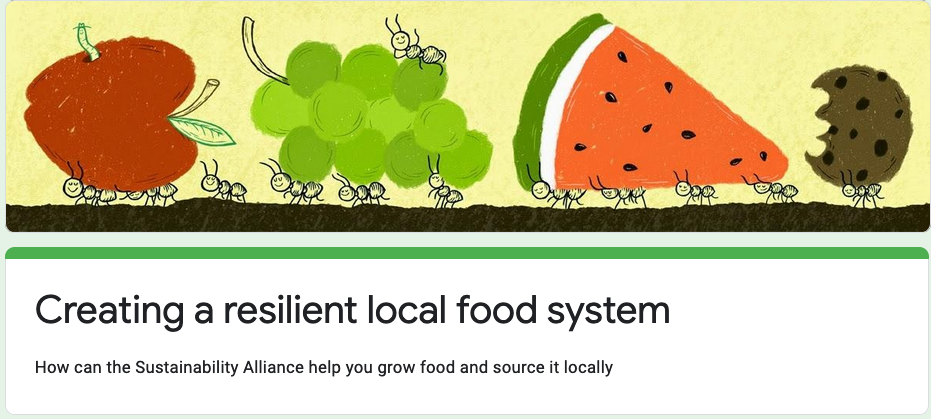 Creating a resilient local food system
How can the Sustainability Alliance help you grow food and source it locally